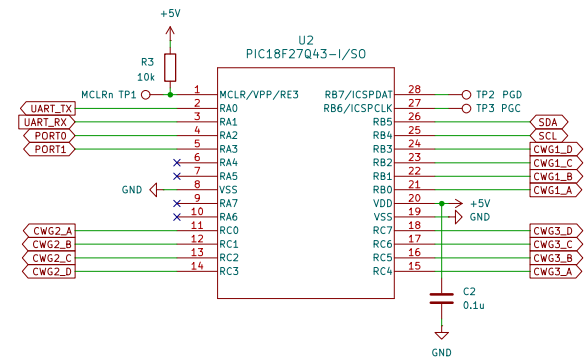 +5V
U2
PIC18F27Q43-I/SO
R3
10k
MCLRn TP1
1 MCLR/VPP/RE3 RB7/ICSPDAT 28 TP2 PGD
UART_TX 2 RA0 RB6/ICSPCLK 27 TP3 PGC
UART_RX 3 RA1 RB5 26 SDA
PORT0 4 RA2 RB4 25 SCL
PORT1 5 RA3 RB3 24 CWG1_D
6 RA4 RB2 23 CWG1_C
7 RA5 RB1 22 CWG1_B
GND 8 VSS RB0 21 CWG1_A
9 RA7 VDD 20 +5V
10 RA6 VSS 19 GND
CWG2_A 11 RC0 RC7 18 CWG3_D
CWG2_B 12 RC1 RC6 17 CWG3_C
CWG2_C 13 RC2 RC5 16 CWG3_B
CWG2_D 14 RC3 RC4 15 CWG3_A
C2
0.1u
GND